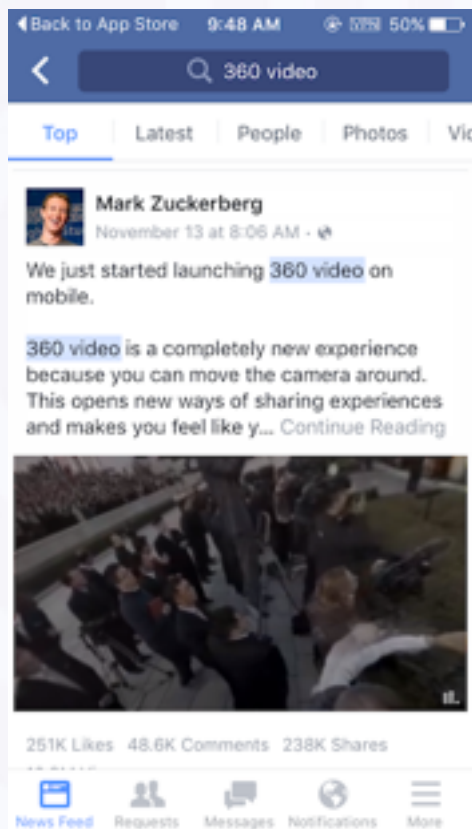 Back to App Store 9:48 AM VPN 50%
360 video
Top Latest People Photos Vic
Mark Zuckerberg
November 13 at 8:06 AM ·
We just started launching 360 video on
mobile.
360 video is a completely new experience
because you can move the camera around.
This opens new ways of sharing experiences
and makes you feel like y... Continue Reading
251K Likes 48.6K Comments 238K Shares
News Feed Requests Messages Notifications More